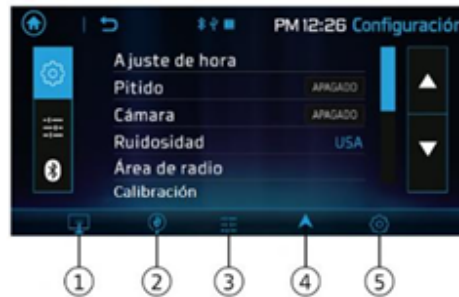 PM 12:26 Configuración
Ajuste de hora
Pitido APAGADO
Cámara APAGADO
Ruidosidad USA
Área de radio
Calibración
1 2 3 4 5